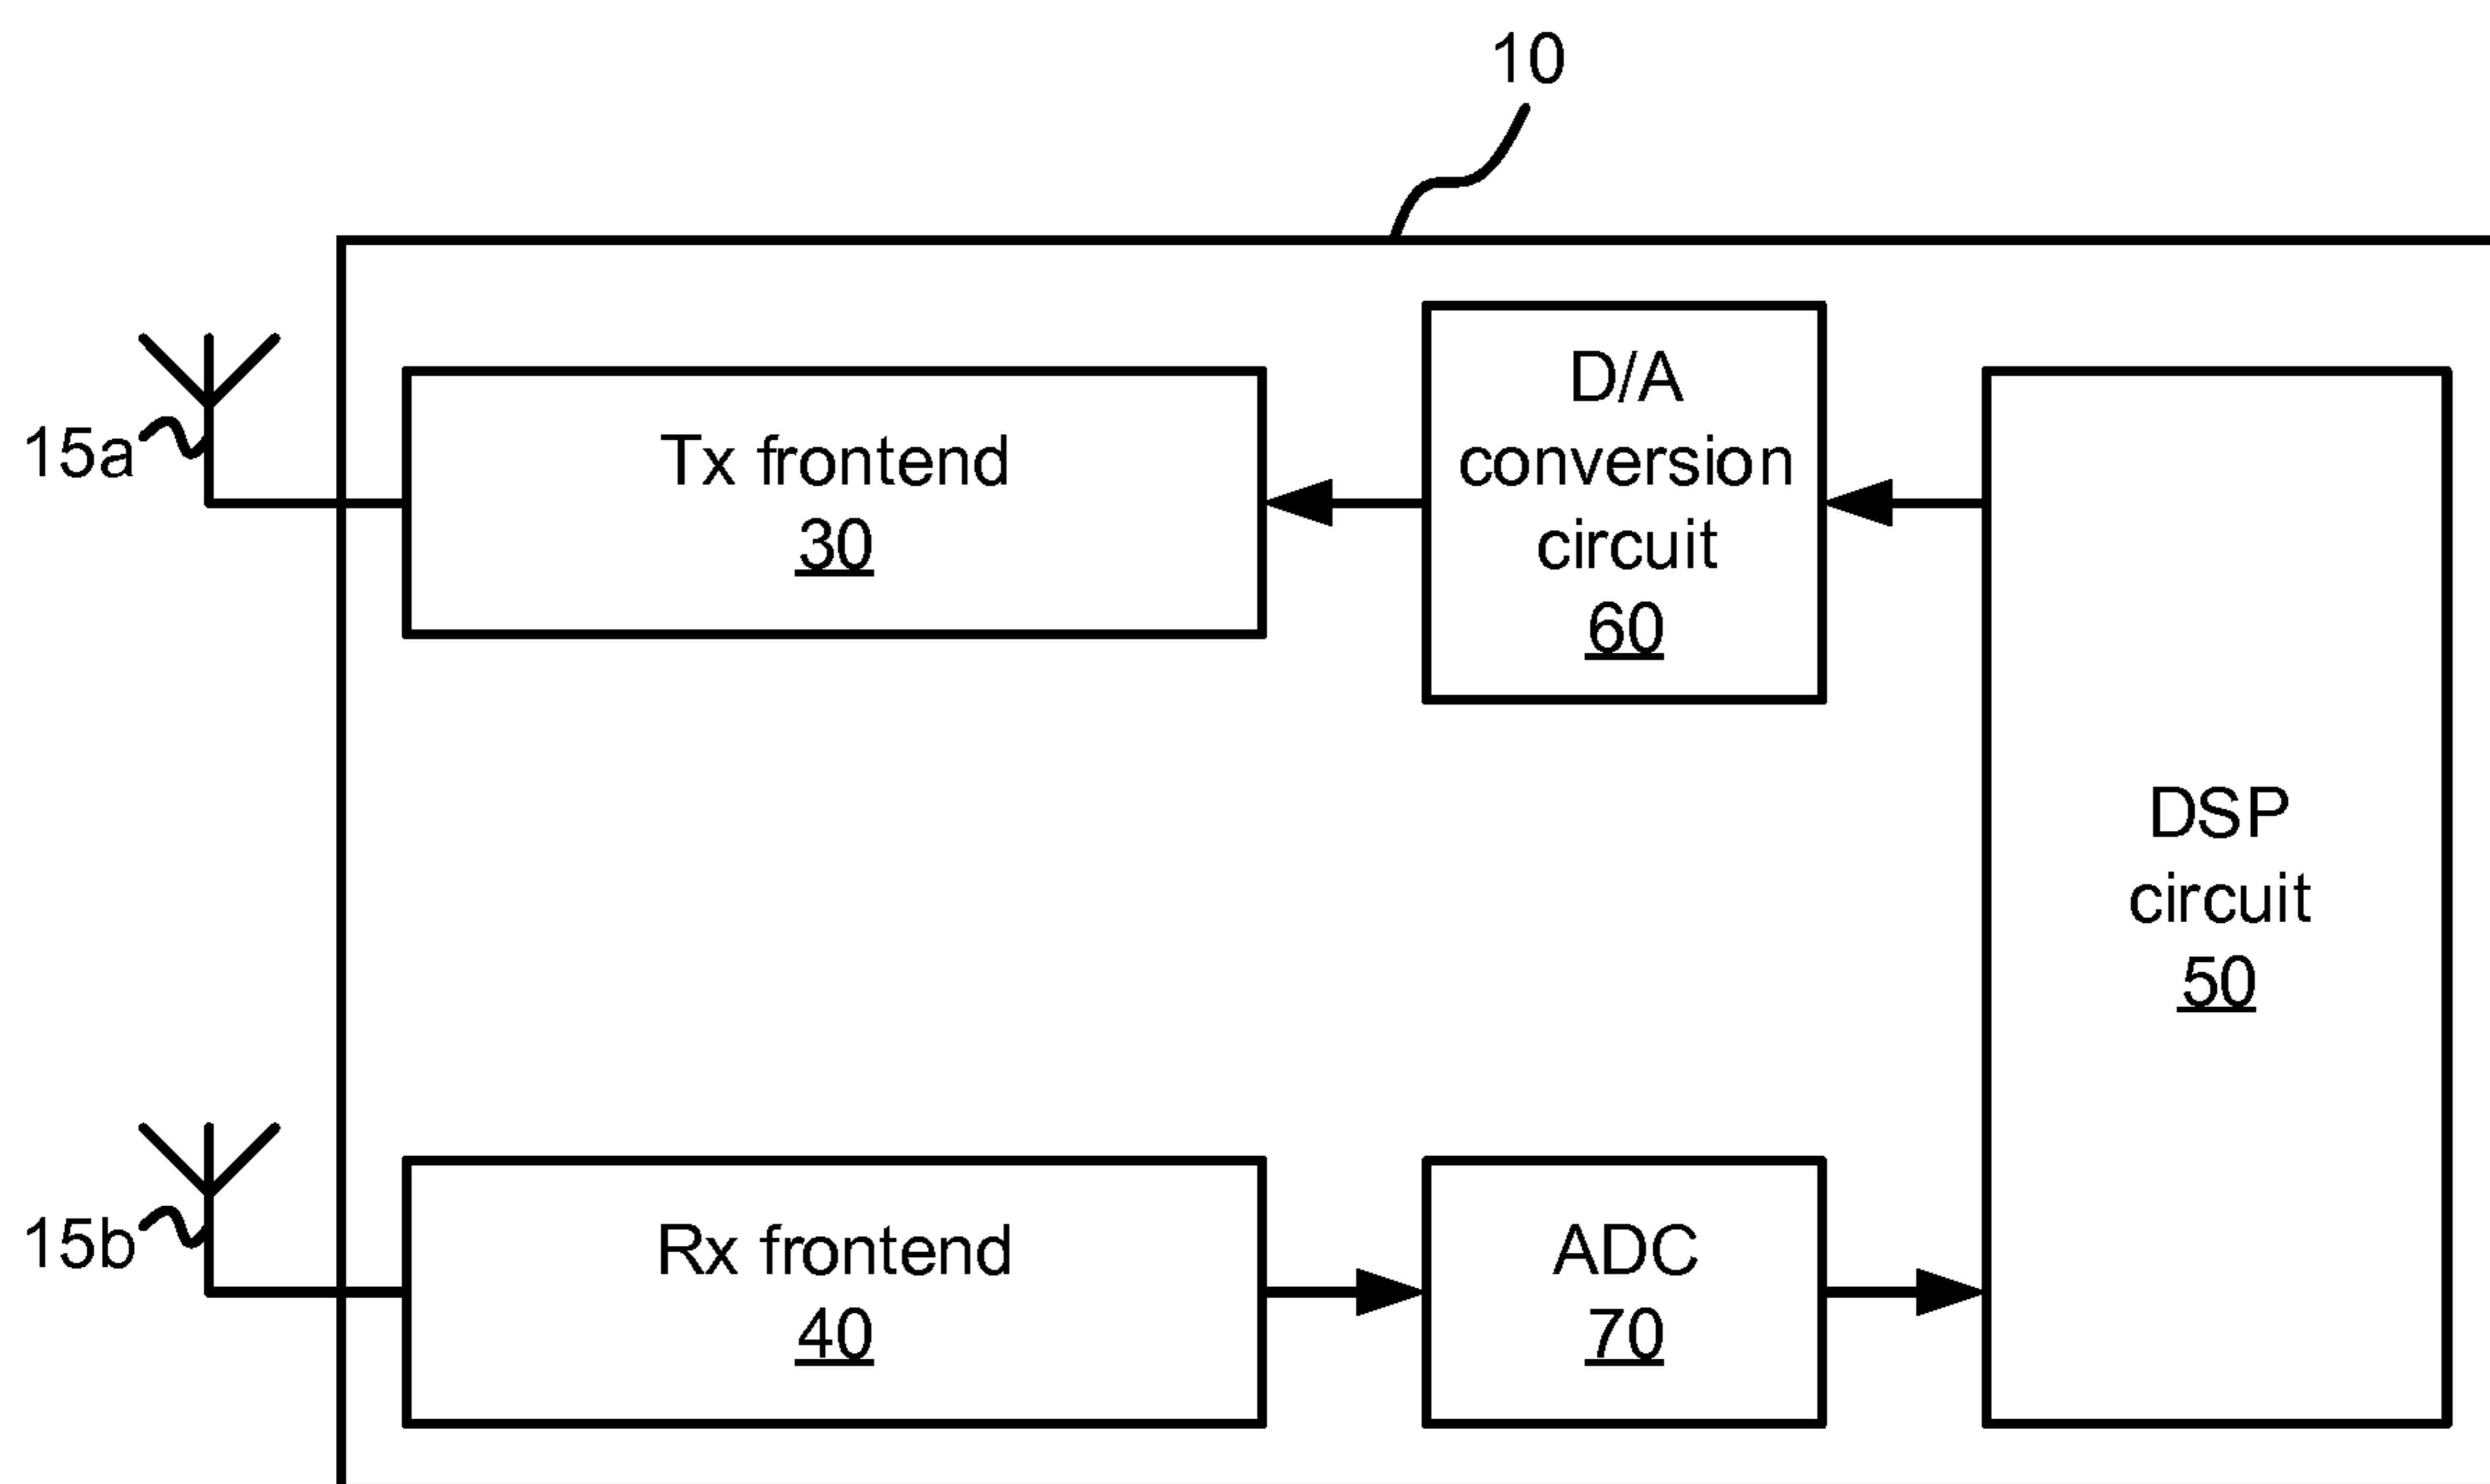 10
15a
Tx frontend
30
D/A
conversion
circuit
60
DSP
circuit
50
15b
Rx frontend
40
ADC
70